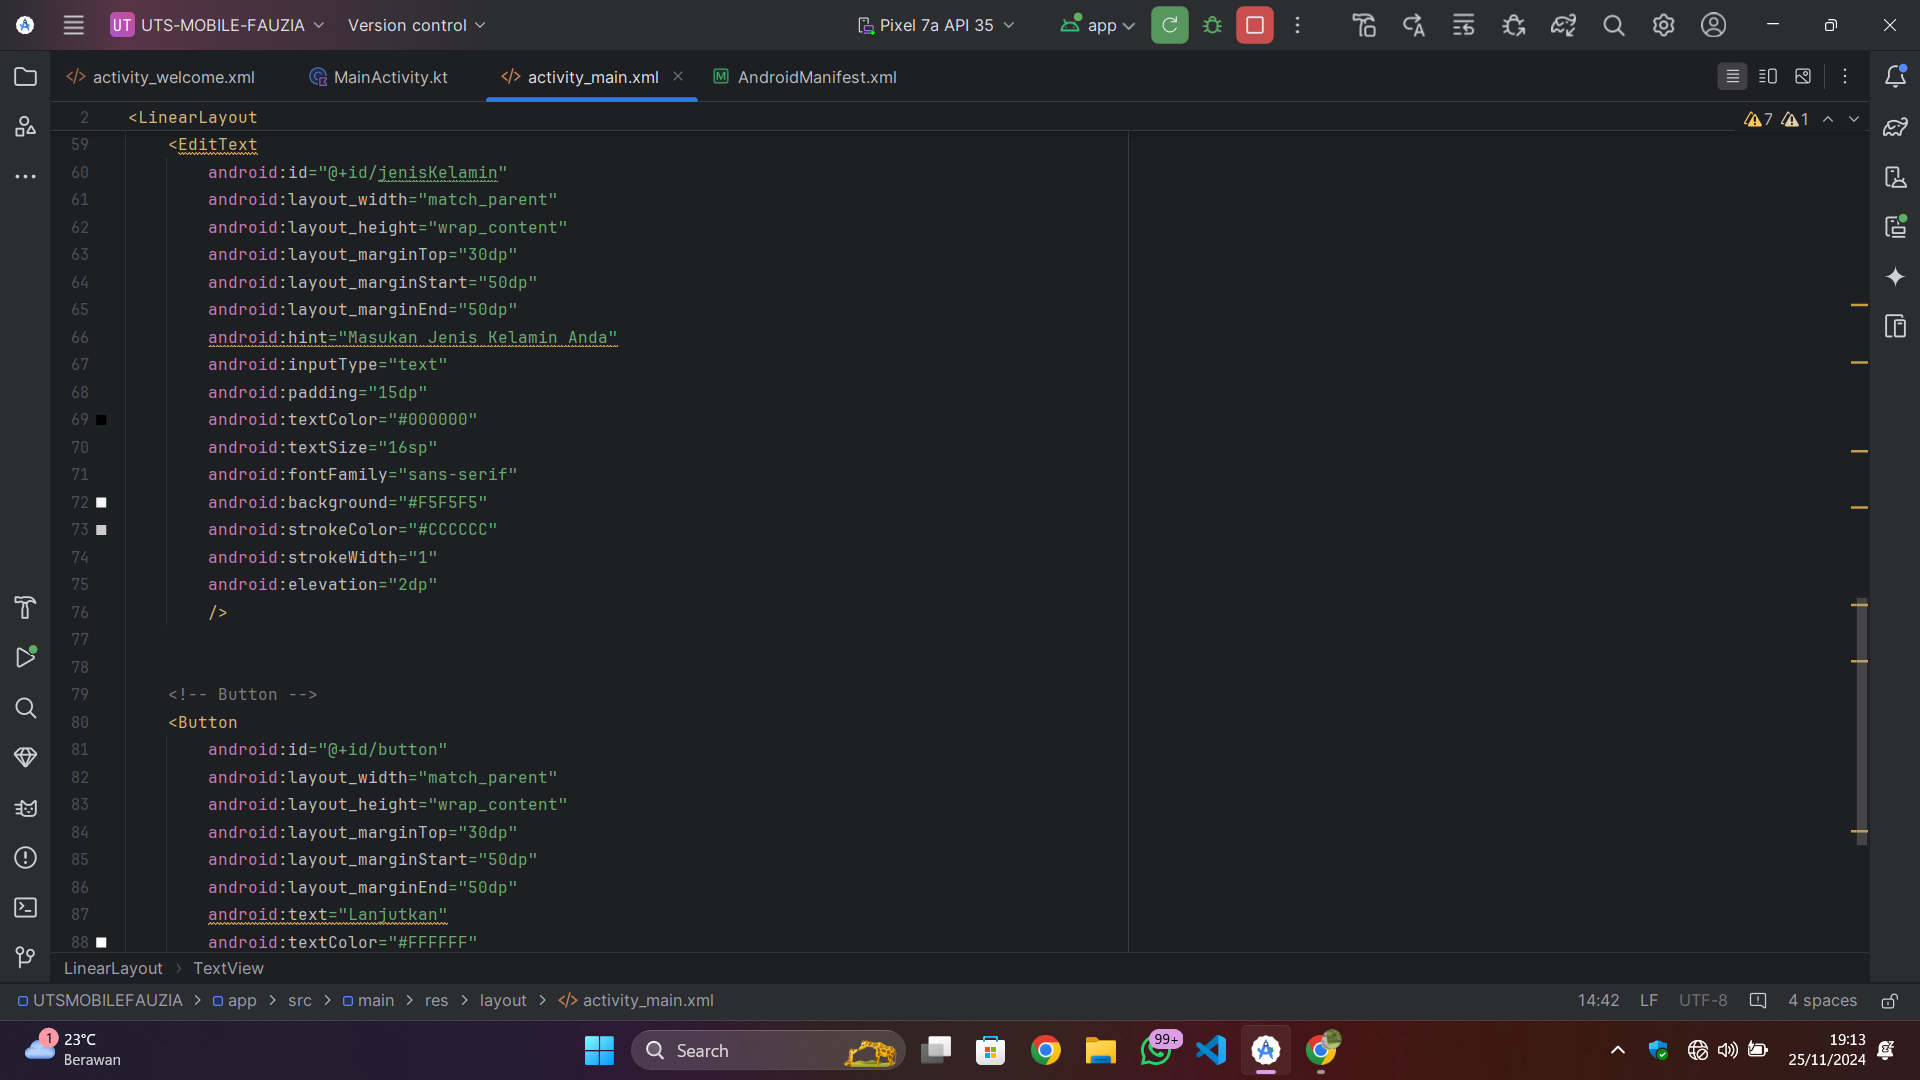 UT UTS-MOBILE-FAUZIA Version control Pixel 7a API 35 app
activity_welcome.xml MainActivity.kt activity_main.xml AndroidManifest.xml
2 <LinearLayout 7 1
59 <EditText
60 android:id="@+id/jenisKelamin"
61 android:layout_width="match_parent"
62 android:layout_height="wrap_content"
63 android:layout_marginTop="30dp"
64 android:layout_marginStart="50dp"
65 android:layout_marginEnd="50dp"
66 android:hint="Masukan Jenis Kelamin Anda"
67 android:inputType="text"
68 android:padding="15dp"
69 android:textColor="#000000"
70 android:textSize="16sp"
71 android:fontFamily="sans-serif"
72 android:background="#F5F5F5"
73 android:strokeColor="#CCCCCC"
74 android:strokeWidth="1"
75 android:elevation="2dp"
76 />
77
78
79 <!-- Button -->
80 <Button
81 android:id="@+id/button"
82 android:layout_width="match_parent"
83 android:layout_height="wrap_content"
84 android:layout_marginTop="30dp"
85 android:layout_marginStart="50dp"
86 android:layout_marginEnd="50dp"
87 android:text="Lanjutkan"
88 android:textColor="#FFFFFF"
LinearLayout > TextView
UTSMOBILEFAUZIA > app > src > main > res > layout > activity_main.xml 14:42 LF UTF-8 4 spaces
1 23°C
Berawan
Search
99+
19:13
25/11/2024